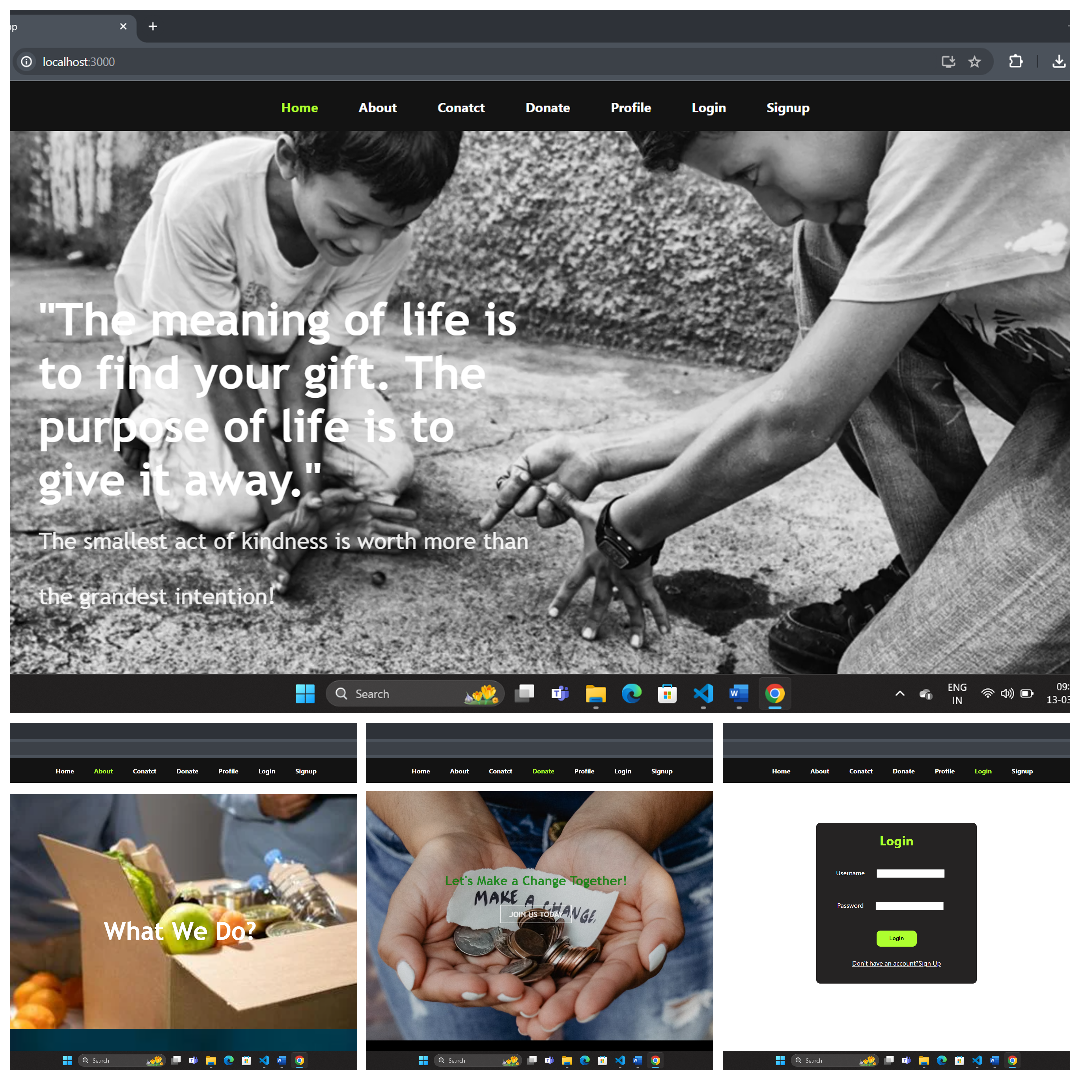 op
localhost:3000
Home About Conatct Donate Profile Login Signup
"The meaning of life is
to find your gift. The
purpose of life is to
give it away."
The smallest act of kindness is worth more than
the grandest intention!
Search
ENG
IN
09:
13-03
Home About Conatct Donate Profile Login Signup
What We Do?
Search
Home About Conatct Donate Profile Login Signup
Let's Make a Change Together!
MAKE A CHANGE.
JOIN US TODAY
Search
Home About Conatct Donate Profile Login Signup
Login
Username
Password
Login
Don't have an account?Sign Up
Search